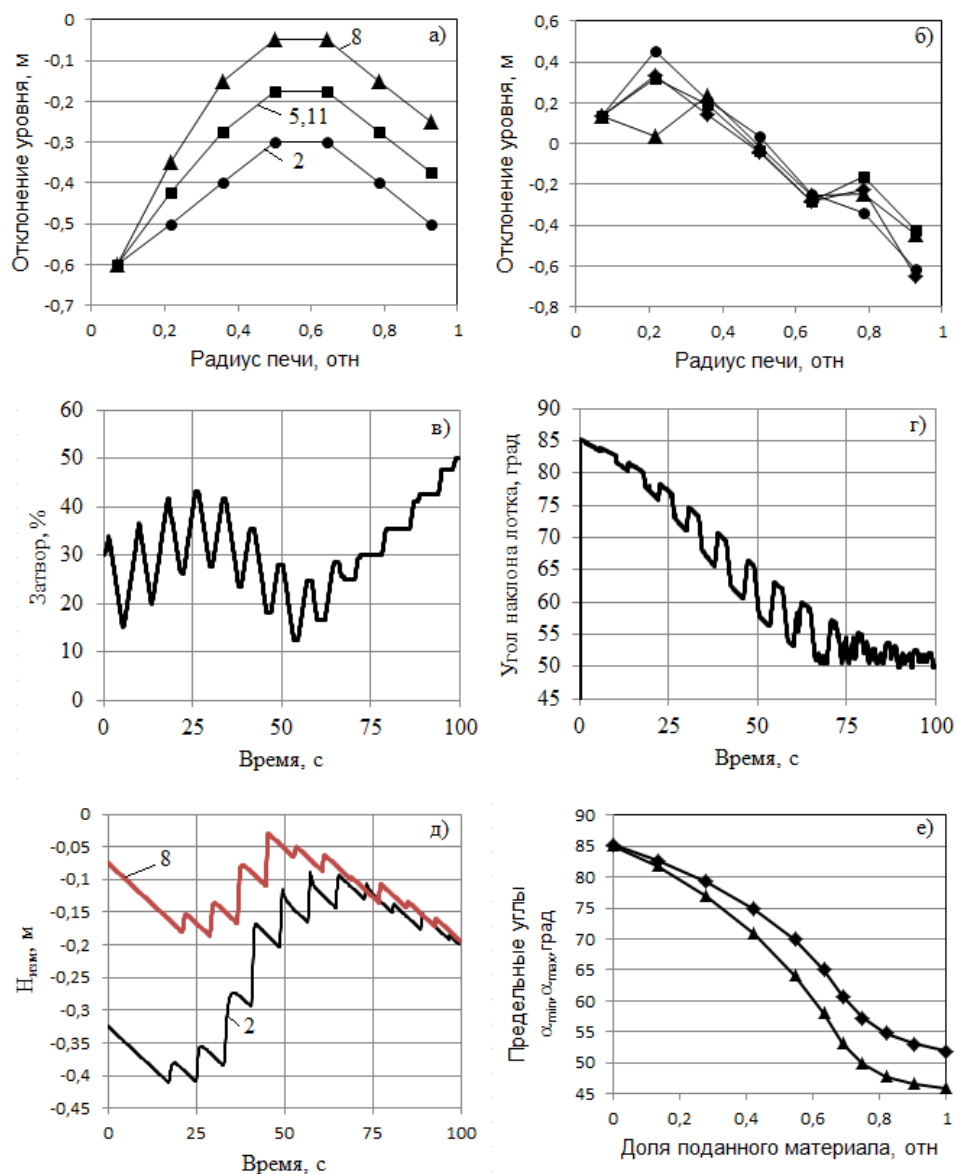 0
-0,1
-0,2
-0,3
-0,4
-0,5
-0,6
-0,7
0 0,2 0,4 0,6 0,8 1
Отклонение уровня, м
Радиус печи, отн
а)
8
5,11
2
0,6
0,4
0,2
0
-0,2
-0,4
-0,6
-0,8
0 0,2 0,4 0,6 0,8 1
Отклонение уровня, м
Радиус печи, отн
б)
60
50
40
30
20
10
0
0 25 50 75 100
Затвор, %
Время, с
в)
90
85
80
75
70
65
60
55
50
45
0 25 50 75 100
Угол наклона лотка, град
Время, с
г)
0
-0,05
-0,1
-0,15
-0,2
-0,25
-0,3
-0,35
-0,4
-0,45
0 25 50 75 100
Низм, м
Время, с
д)
8
2
90
85
80
75
70
65
60
55
50
45
0 0,2 0,4 0,6 0,8 1
Предельные углы
αmin, αmax, град
Доля поданного материала, отн
е)